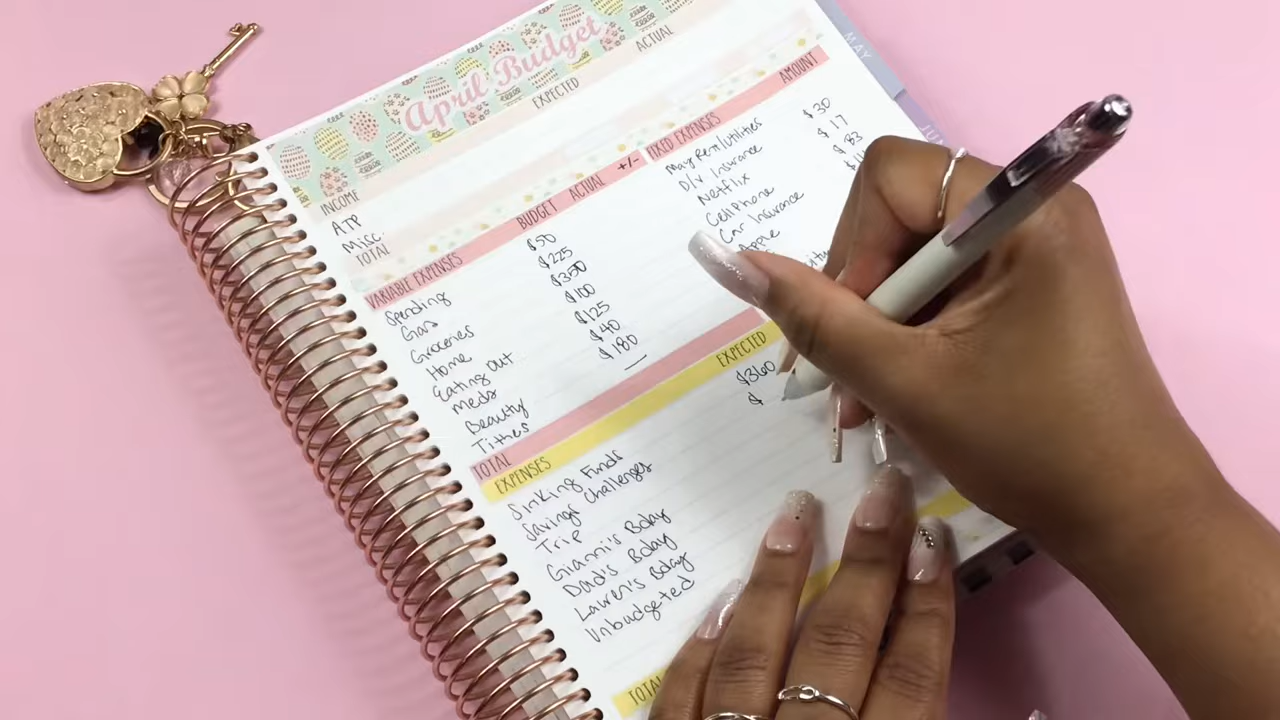 April Budget
INCOME EXPECTED ACTUAL
ATP
Misc.
TOTAL
VARIABLE EXPENSES BUDGET ACTUAL +/-
Spending $50
Gas $225
Groceries $350
Home $100
Eating Out $125
Meds $40
Beauty $180
Tithes —
TOTAL
FIXED EXPENSES AMOUNT
May Rent/Utilities
D/V Insurance $30
Netflix $17
Cell Phone $83
Car Insurance
Apple
EXPENSES EXPECTED
Sinking Funds $360
Savings Challenges $
Trip
Gianni's Bday
Dad's Bday
Lauren's Bday
Unbudgeted
TOTAL
MAY